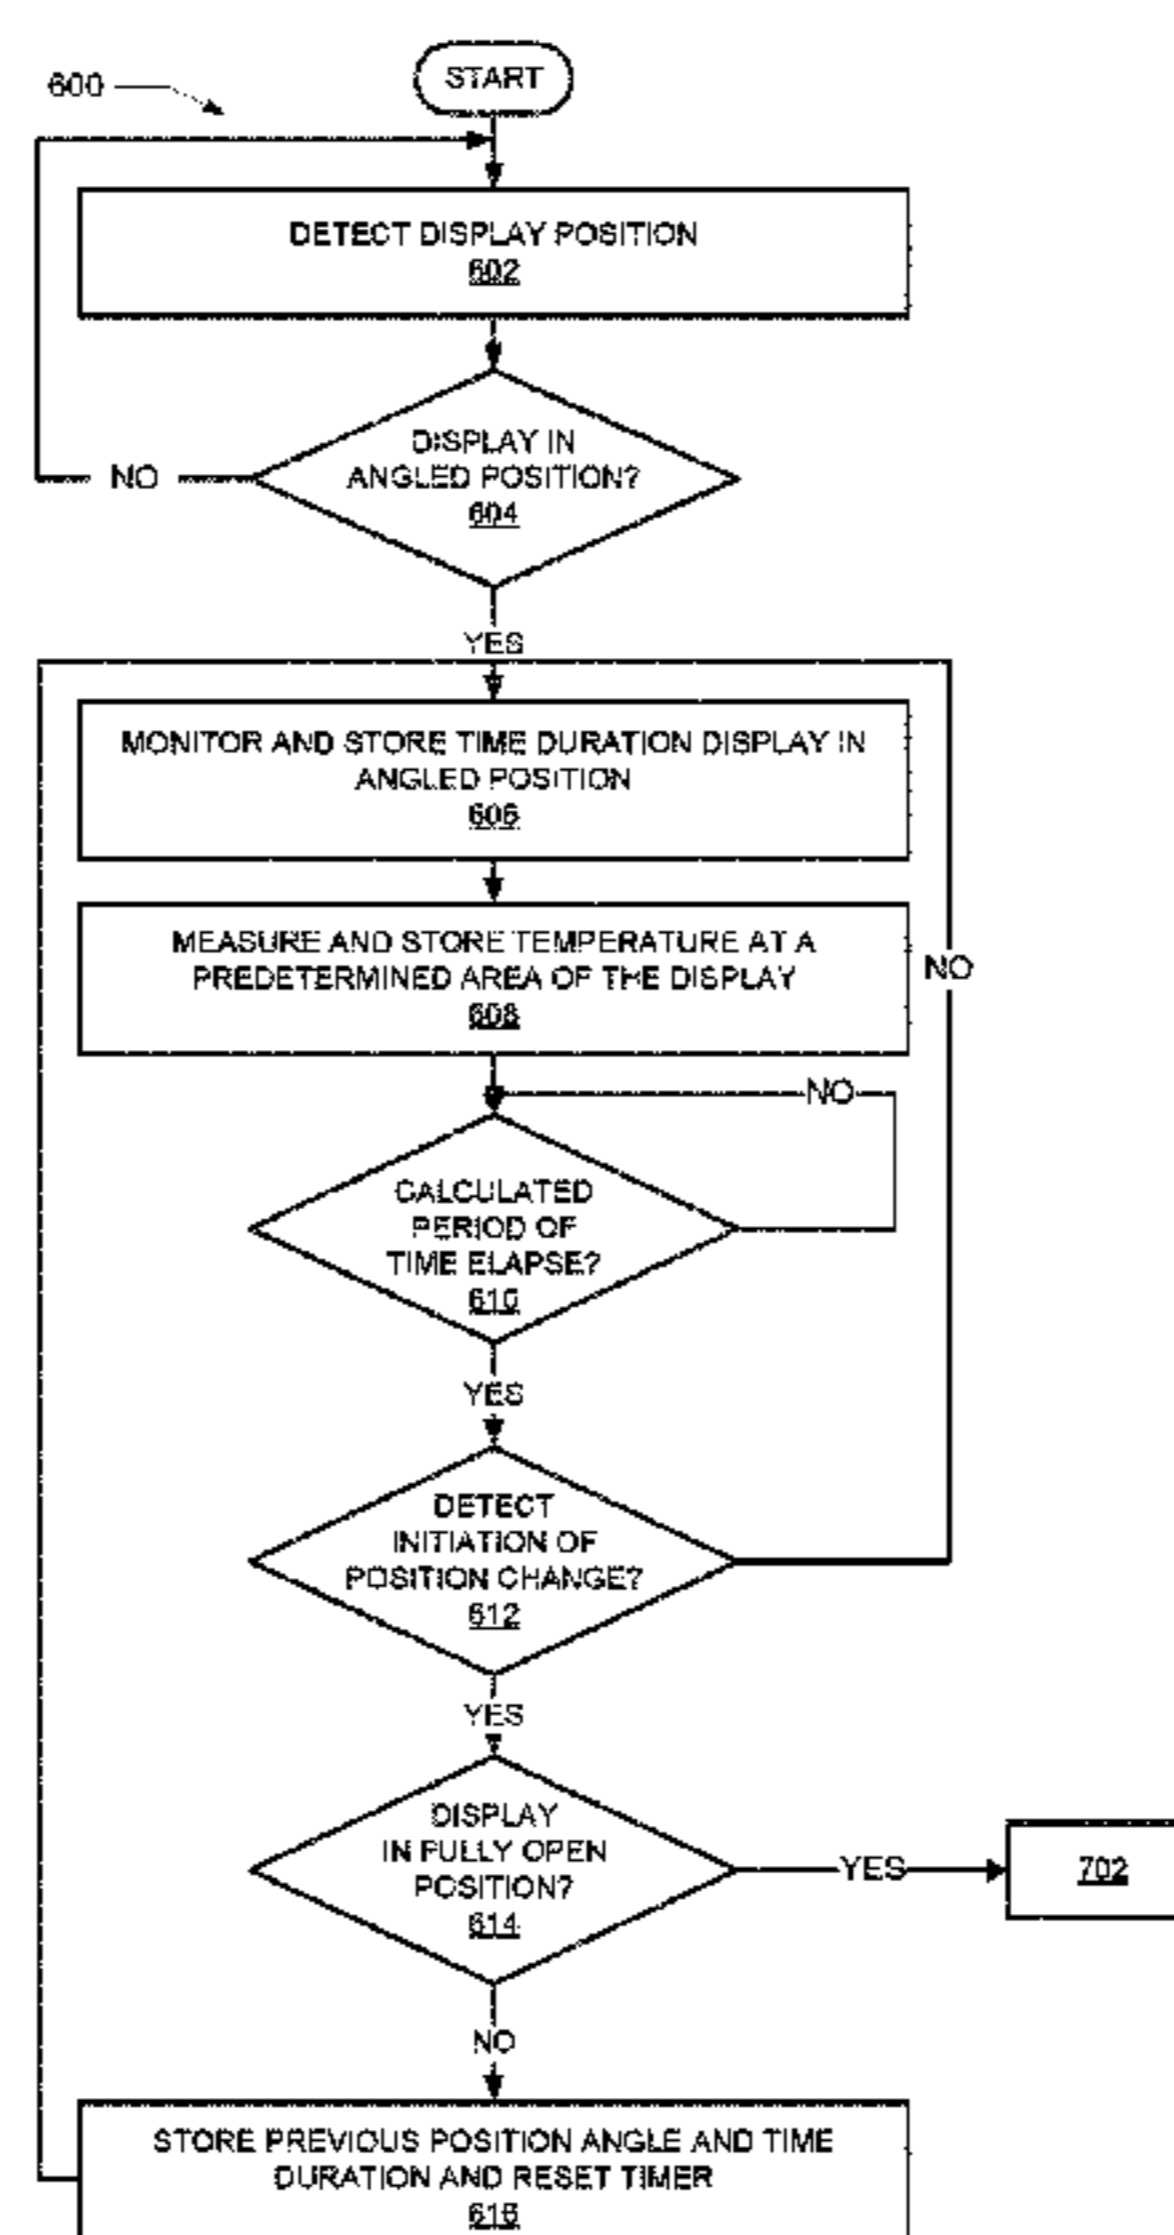 600
START
DETECT DISPLAY POSITION
602
DISPLAY IN
ANGLED POSITION?
604
NO
YES
MONITOR AND STORE TIME DURATION DISPLAY IN
ANGLED POSITION
606
MEASURE AND STORE TEMPERATURE AT A
PREDETERMINED AREA OF THE DISPLAY
608
NO
NO
CALCULATED
PERIOD OF
TIME ELAPSE?
610
YES
DETECT
INITIATION OF
POSITION CHANGE?
612
YES
DISPLAY
IN FULLY OPEN
POSITION?
614
YES
702
NO
STORE PREVIOUS POSITION ANGLE AND TIME
DURATION AND RESET TIMER
616